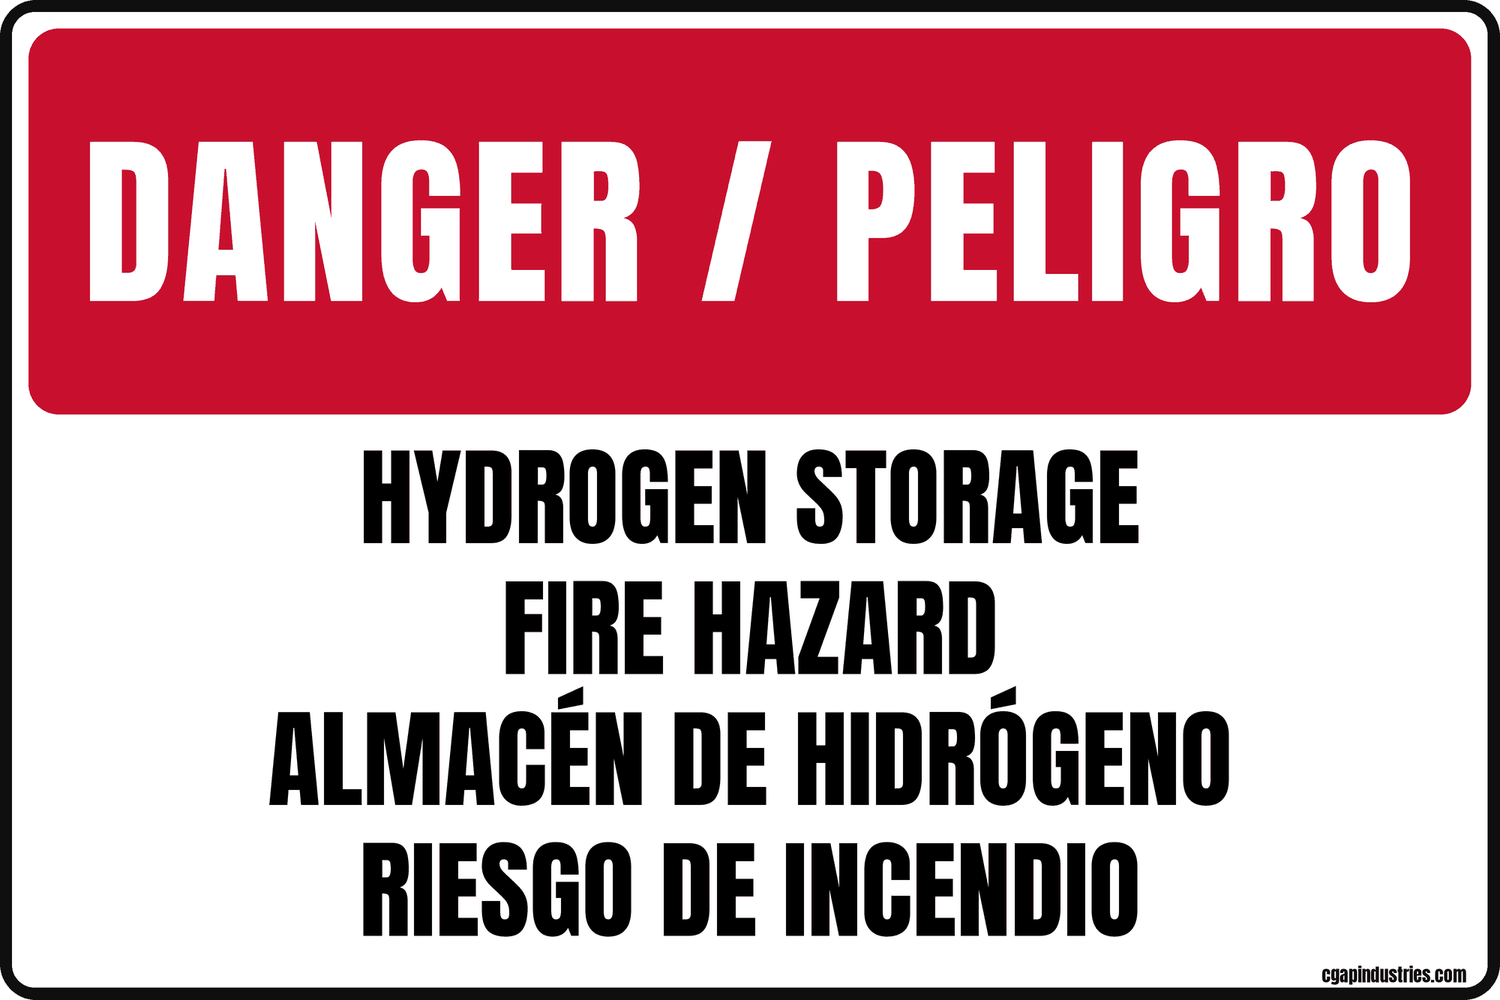 DANGER / PELIGRO
HYDROGEN STORAGE
FIRE HAZARD
ALMACÉN DE HIDRÓGENO
RIESGO DE INCENDIO
cgapindustries.com